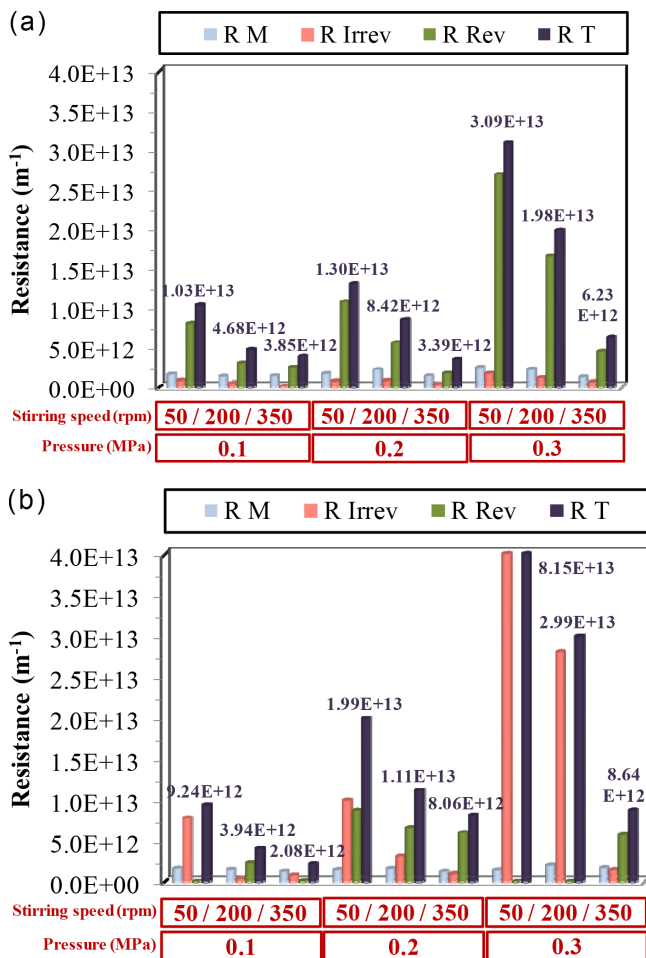 (a)
R M R Irrev R Rev R T
Resistance (m⁻¹)
4.0E+13
3.5E+13
3.0E+13
2.5E+13
2.0E+13
1.5E+13
1.0E+13
5.0E+12
0.0E+00
1.03E+13
4.68E+12
3.85E+12
1.30E+13
8.42E+12
3.39E+12
3.09E+13
1.98E+13
6.23
E+12
Stirring speed (rpm) 50 / 200 / 350 50 / 200 / 350 50 / 200 / 350
Pressure (MPa) 0.1 0.2 0.3
(b)
R M R Irrev R Rev R T
Resistance (m⁻¹)
4.0E+13
3.5E+13
3.0E+13
2.5E+13
2.0E+13
1.5E+13
1.0E+13
5.0E+12
0.0E+00
9.24E+12
3.94E+12
2.08E+12
1.99E+13
1.11E+13
8.06E+12
8.15E+13
2.99E+13
8.64
E+12
Stirring speed (rpm) 50 / 200 / 350 50 / 200 / 350 50 / 200 / 350
Pressure (MPa) 0.1 0.2 0.3